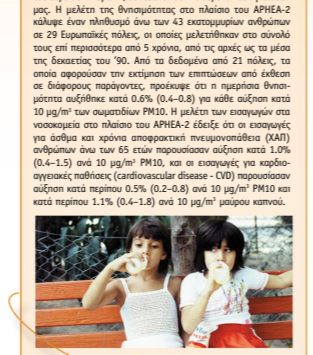 μας. Η μελέτη της θνησιμότητας στο πλαίσιο του APHEA-2
κάλυψε έναν πληθυσμό άνω των 43 εκατομμυρίων ανθρώπων
σε 29 Ευρωπαϊκές πόλεις, οι οποίες μελετήθηκαν στο σύνολό
τους επί περισσότερα από 5 χρόνια, από τις αρχές ως τα μέσα
της δεκαετίας του '90. Από τα δεδομένα από 21 πόλεις, τα
οποία αφορούσαν την εκτίμηση των επιπτώσεων από έκθεση
σε διάφορους παράγοντες, προέκυψε ότι η ημερήσια θνησι-
μότητα αυξήθηκε κατά 0.6% (0.4–0.8) για κάθε αύξηση κατά
10 µg/m³ των σωματιδίων PM10. Η μελέτη των εισαγωγών στα
νοσοκομεία στο πλαίσιο του APHEA-2 έδειξε ότι οι εισαγωγές
για άσθμα και χρόνια αποφρακτική πνευμονοπάθεια (ΧΑΠ)
ανθρώπων άνω των 65 ετών παρουσίασαν αύξηση κατά 1.0%
(0.4–1.5) ανά 10 µg/m³ PM10, και οι εισαγωγές για καρδιο-
αγγειακές παθήσεις (cardiovascular disease - CVD) παρουσίασαν
αύξηση κατά περίπου 0.5% (0.2–0.8) ανά 10 µg/m³ PM10 και
κατά περίπου 1.1% (0.4–1.8) ανά 10 µg/m³ μαύρου καπνού.